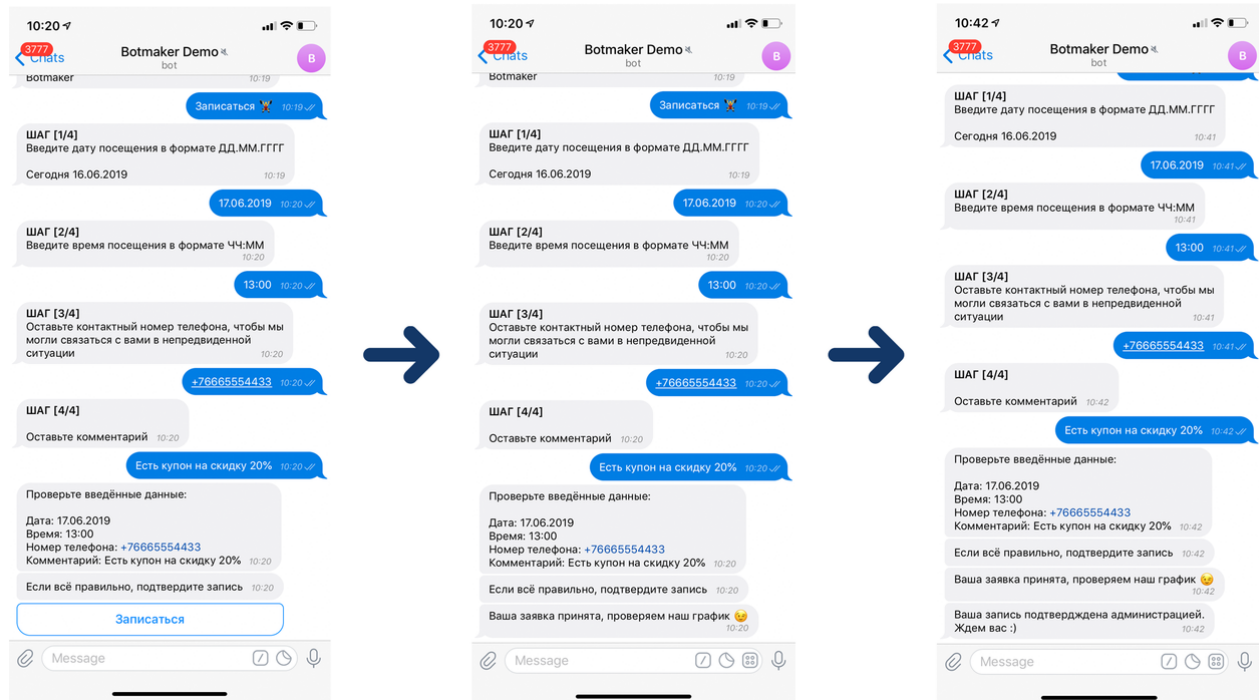 10:20
3777
Chats
Botmaker Demo
bot
B
Botmaker
10:19
Записаться 10:19
ШАГ [1/4]
Введите дату посещения в формате ДД.ММ.ГГГГ
Сегодня 16.06.2019 10:19
17.06.2019 10:20
ШАГ [2/4]
Введите время посещения в формате ЧЧ:ММ
10:20
13:00 10:20
ШАГ [3/4]
Оставьте контактный номер телефона, чтобы мы
могли связаться с вами в непредвиденной
ситуации 10:20
+76665554433 10:20
ШАГ [4/4]
Оставьте комментарий 10:20
Есть купон на скидку 20% 10:20
Проверьте введённые данные:
Дата: 17.06.2019
Время: 13:00
Номер телефона: +76665554433
Комментарий: Есть купон на скидку 20% 10:20
Если всё правильно, подтвердите запись 10:20
Записаться
Message
10:20
3777
Chats
Botmaker Demo
bot
B
Botmaker
10:19
Записаться 10:19
ШАГ [1/4]
Введите дату посещения в формате ДД.ММ.ГГГГ
Сегодня 16.06.2019 10:19
17.06.2019 10:20
ШАГ [2/4]
Введите время посещения в формате ЧЧ:ММ
10:20
13:00 10:20
ШАГ [3/4]
Оставьте контактный номер телефона, чтобы мы
могли связаться с вами в непредвиденной
ситуации 10:20
+76665554433 10:20
ШАГ [4/4]
Оставьте комментарий 10:20
Есть купон на скидку 20% 10:20
Проверьте введённые данные:
Дата: 17.06.2019
Время: 13:00
Номер телефона: +76665554433
Комментарий: Есть купон на скидку 20% 10:20
Если всё правильно, подтвердите запись 10:20
Ваша заявка принята, проверяем наш график 😉
10:20
Message
10:42
3777
Chats
Botmaker Demo
bot
B
ШАГ [1/4]
Введите дату посещения в формате ДД.ММ.ГГГГ
Сегодня 16.06.2019 10:41
17.06.2019 10:41
ШАГ [2/4]
Введите время посещения в формате ЧЧ:ММ
10:41
13:00 10:41
ШАГ [3/4]
Оставьте контактный номер телефона, чтобы мы
могли связаться с вами в непредвиденной
ситуации 10:41
+76665554433 10:41
ШАГ [4/4]
Оставьте комментарий 10:42
Есть купон на скидку 20% 10:42
Проверьте введённые данные:
Дата: 17.06.2019
Время: 13:00
Номер телефона: +76665554433
Комментарий: Есть купон на скидку 20% 10:42
Если всё правильно, подтвердите запись 10:42
Ваша заявка принята, проверяем наш график 😉
10:42
Ваша запись подтверждена администрацией.
Ждем вас :) 10:42
Message